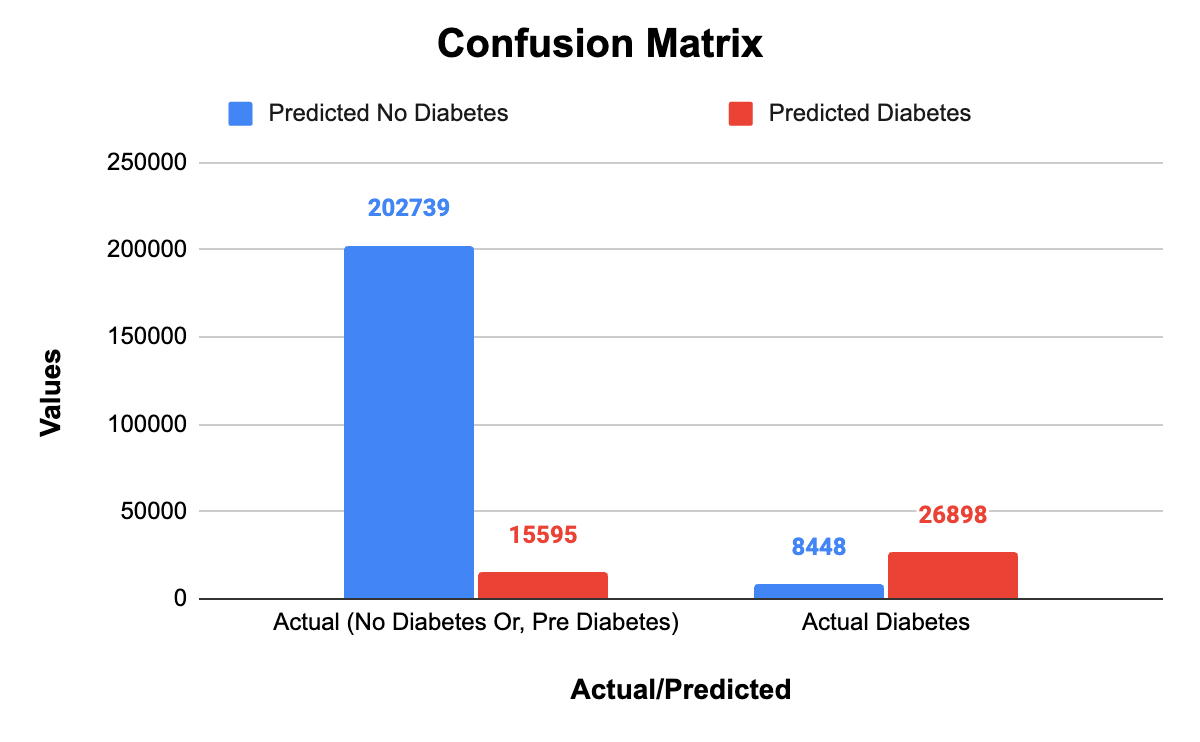 Confusion Matrix
Predicted No Diabetes
Predicted Diabetes
250000
200000
150000
100000
50000
0
Values
202739
15595
8448
26898
Actual (No Diabetes Or, Pre Diabetes)
Actual Diabetes
Actual/Predicted